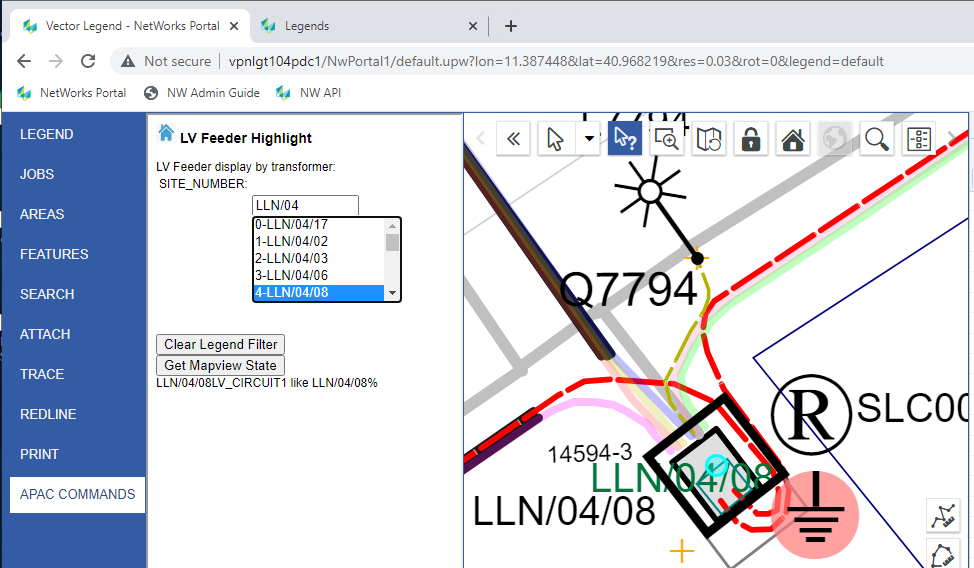 Vector Legend - NetWorks Portal
Legends
Not secure | vpnlgt104pdc1/NwPortal1/default.upw?lon=11.387448&lat=40.968219&res=0.03&rot=0&legend=default
NetWorks Portal
NW Admin Guide
NW API
LEGEND
JOBS
AREAS
FEATURES
SEARCH
ATTACH
TRACE
REDLINE
PRINT
APAC COMMANDS
LV Feeder Highlight
LV Feeder display by transformer:
SITE_NUMBER:
LLN/04
0-LLN/04/17
1-LLN/04/02
2-LLN/04/03
3-LLN/04/06
4-LLN/04/08
Clear Legend Filter
Get Mapview State
LLN/04/08LV_CIRCUIT1 like LLN/04/08%
Q7794
R
SLC00
14594-3
LLN/04/08
LLN/04/08